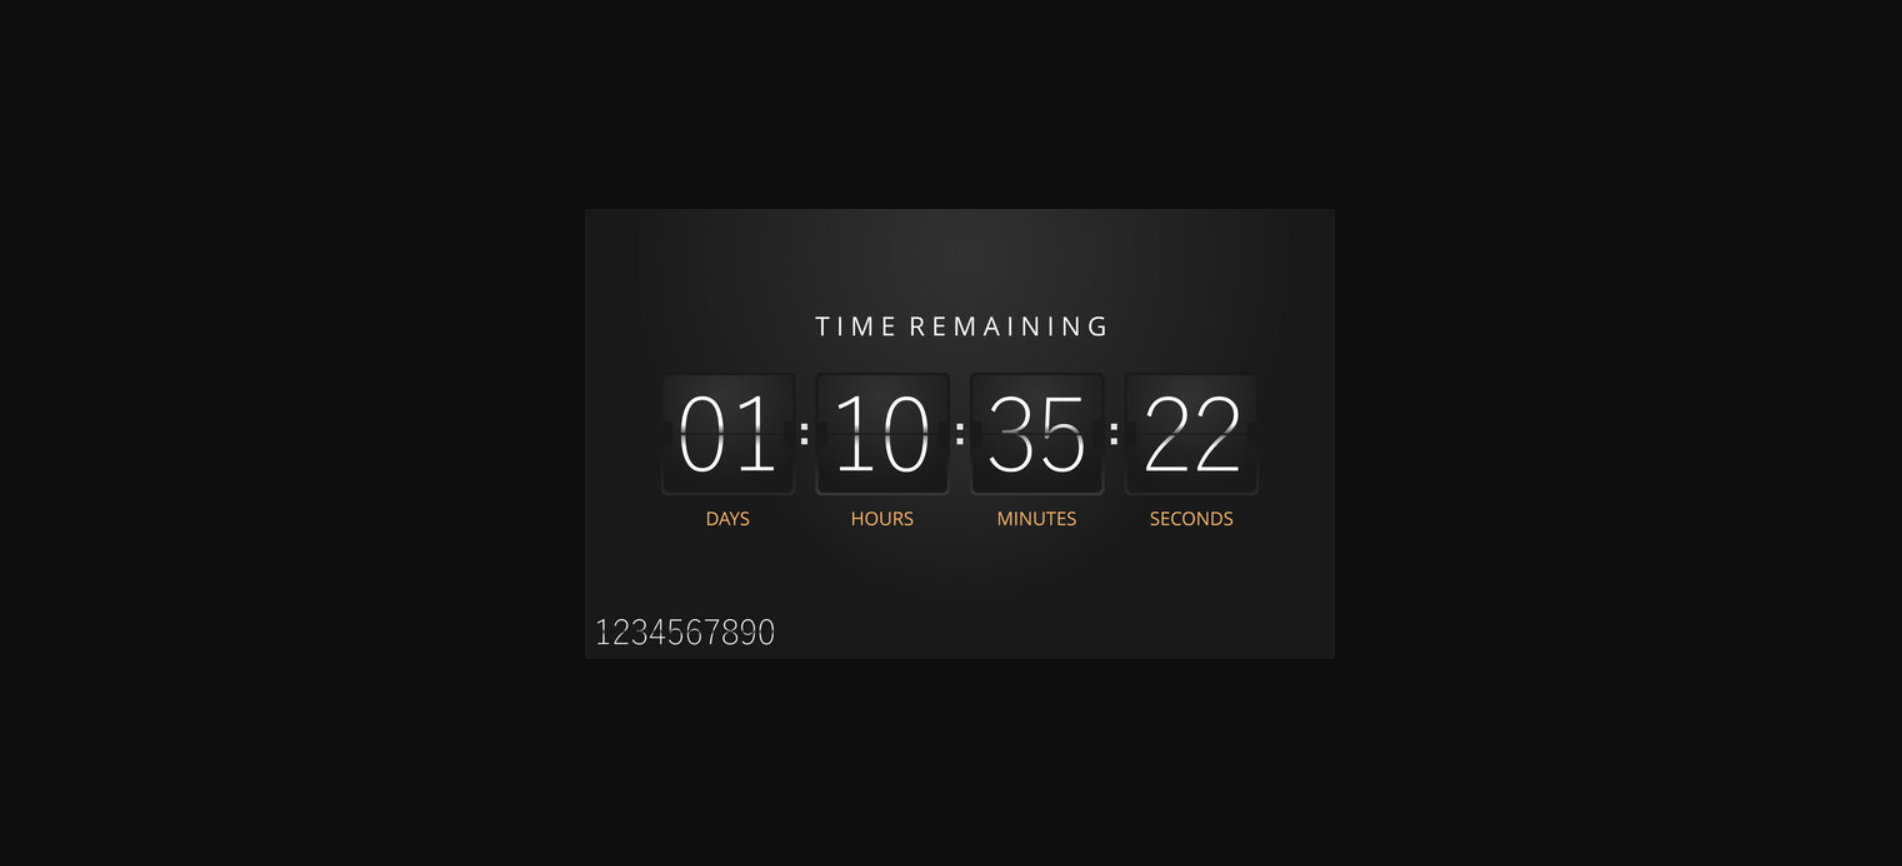 TIME REMAINING
01 : 10 : 35 : 22
DAYS HOURS MINUTES SECONDS
1234567890